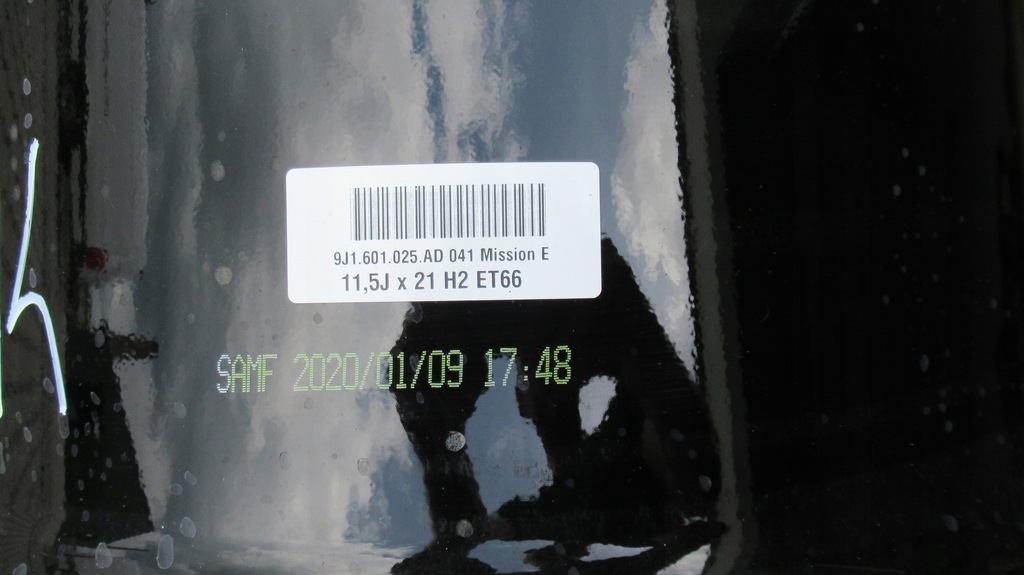 9J1.601.025.AD 041 Mission E
11,5J x 21 H2 ET66
SAMF 2020/01/09 17:48